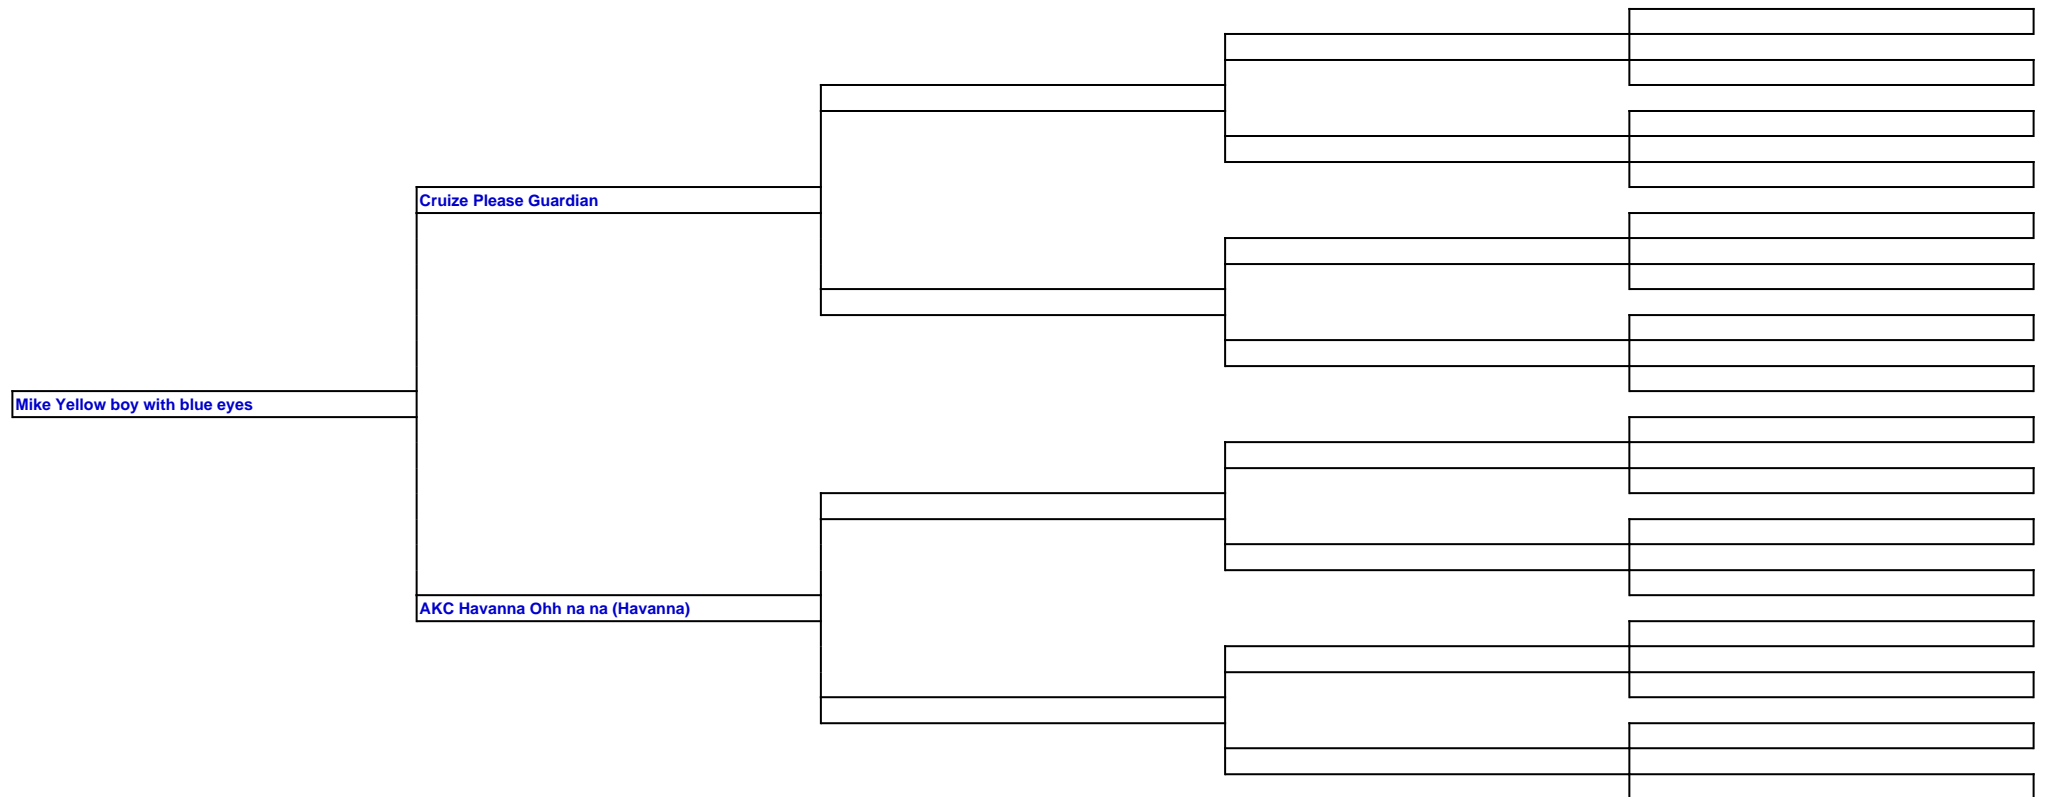 Cruize Please Guardian
Mike Yellow boy with blue eyes
AKC Havanna Ohh na na (Havanna)